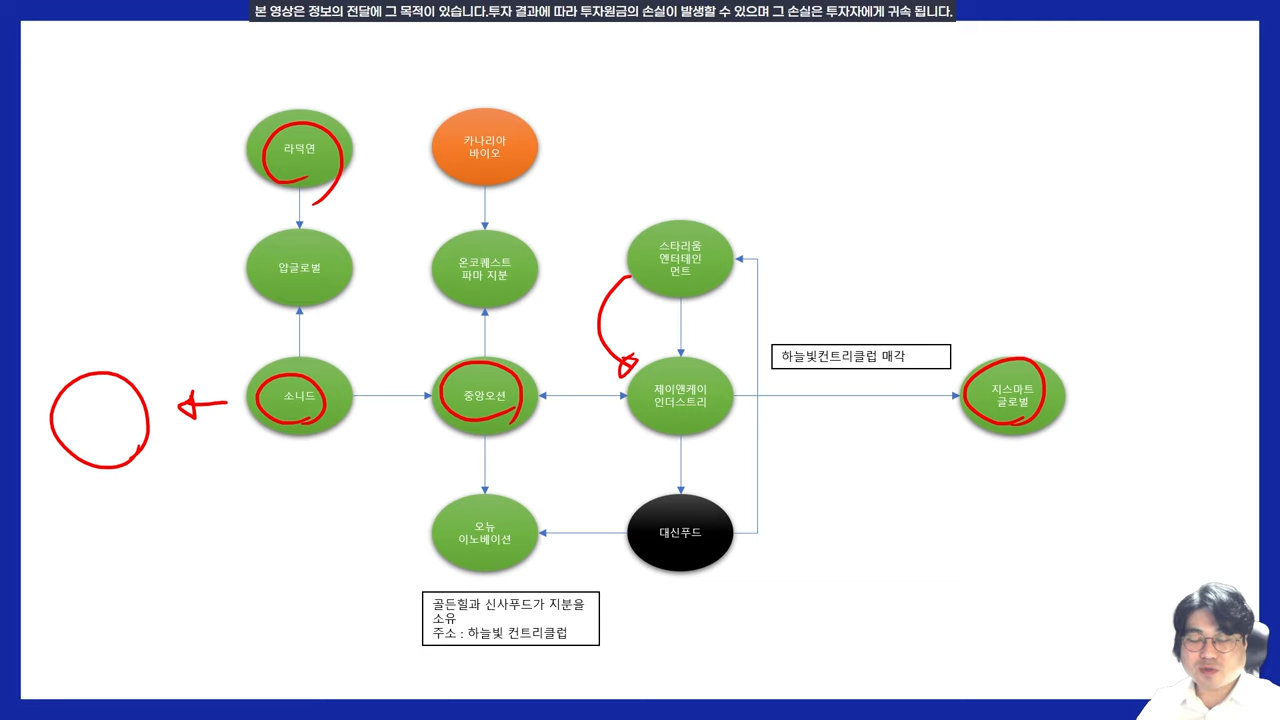 본 영상은 정보의 전달에 그 목적이 있습니다.투자 결과에 따라 투자원금의 손실이 발생할 수 있으며 그 손실은 투자자에게 귀속 됩니다.
라덕연
카나리아
바이오
압글로벌
온코퀘스트
파마 지분
스타리움
엔터테인
먼트
하늘빛컨트리클럽 매각
소니드
중앙오션
제이앤케이
인더스트리
지스마트
글로벌
오뉴
이노베이션
대신푸드
골든힐과 신사푸드가 지분을
소유
주소 : 하늘빛 컨트리클럽